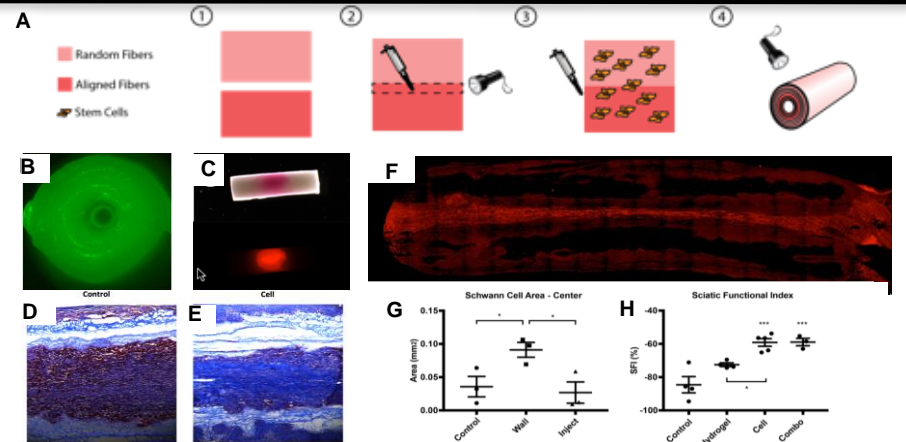 A
1
2
3
4
Random Fibers
Aligned Fibers
Stem Cells
B
C
F
Control
Cell
D
E
G
Schwann Cell Area - Center
Area (mm2)
0.15
0.10
0.05
0.00
*
*
Control
Wall
Inject
H
Sciatic Functional Index
SFI (%)
-40
-60
-80
-100
***
***
*
Control
ydrogel
Cell
Combo